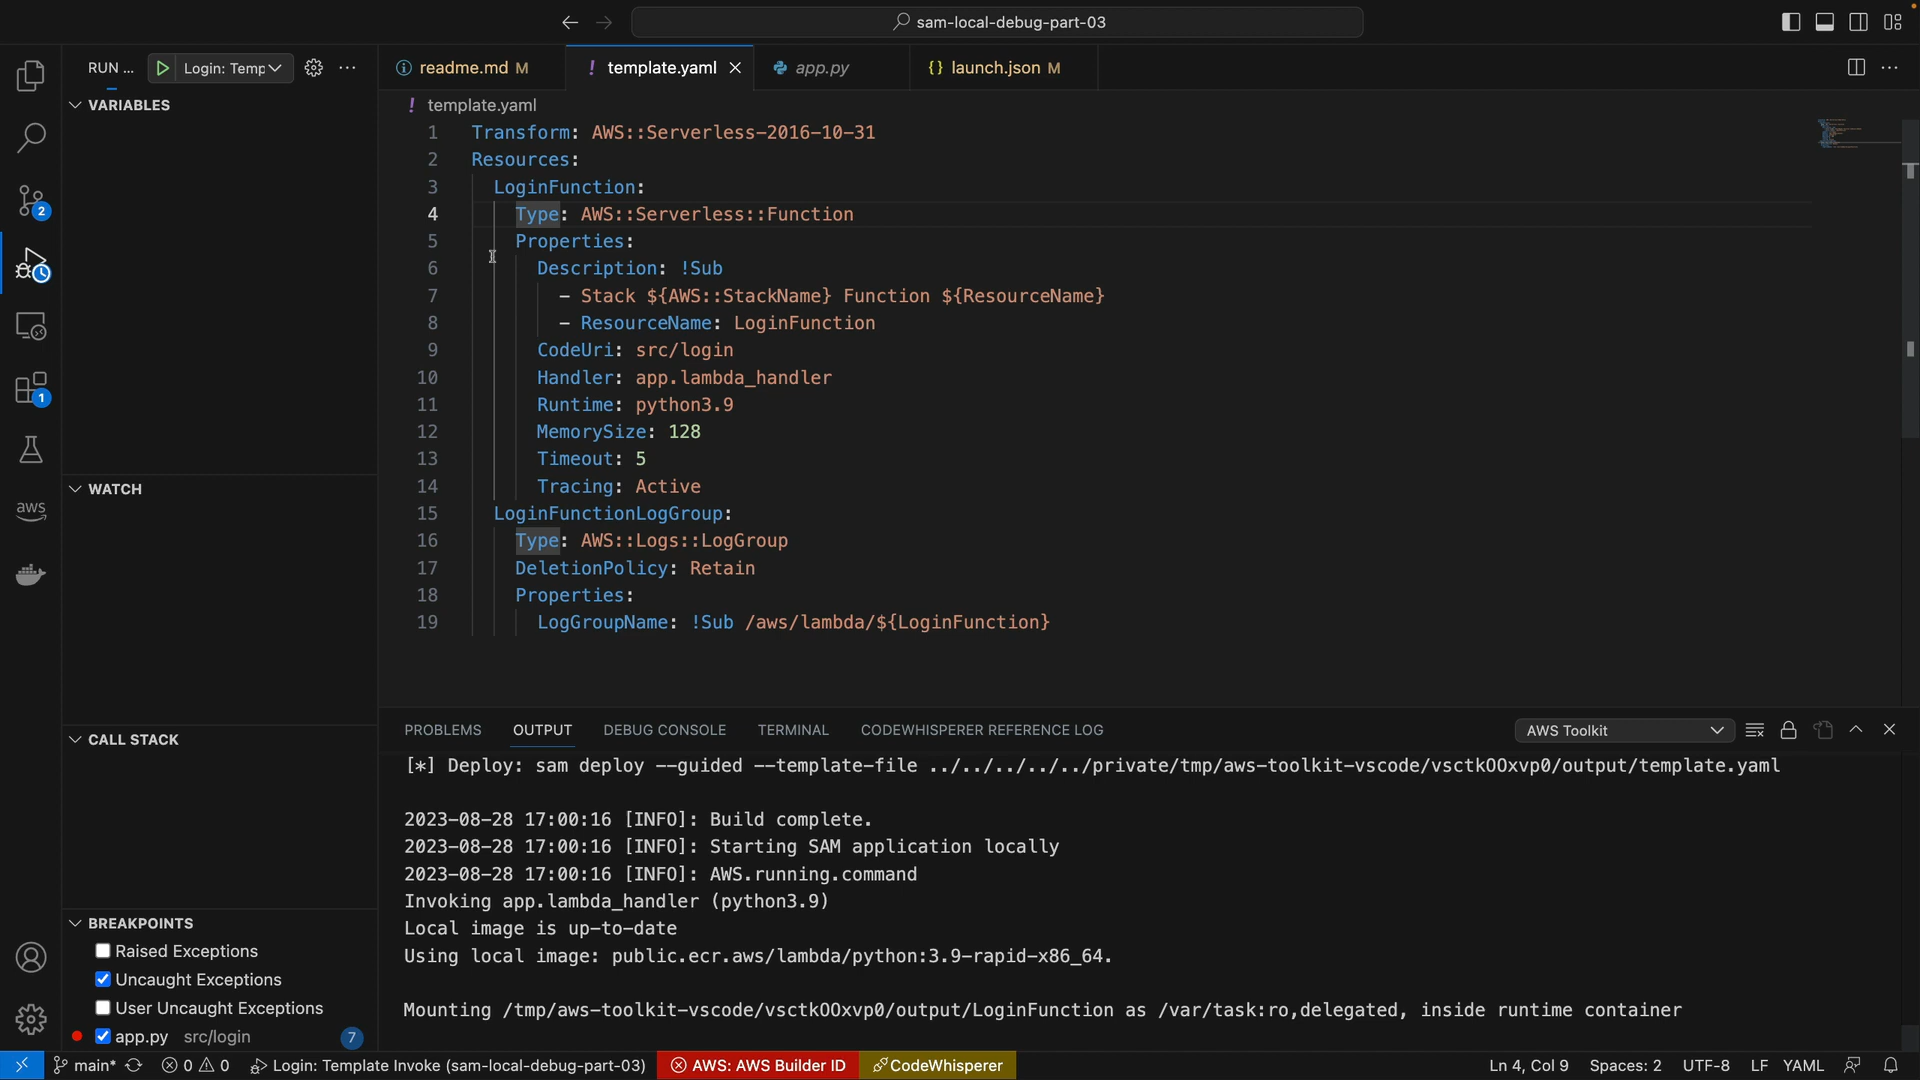 sam-local-debug-part-03
RUN ... Login: Temp
readme.md M
! template.yaml
app.py
{} launch.json M
VARIABLES
! template.yaml
1 Transform: AWS::Serverless-2016-10-31
2 Resources:
3 LoginFunction:
4 Type: AWS::Serverless::Function
5 Properties:
6 Description: !Sub
7 - Stack ${AWS::StackName} Function ${ResourceName}
8 - ResourceName: LoginFunction
9 CodeUri: src/login
10 Handler: app.lambda_handler
11 Runtime: python3.9
12 MemorySize: 128
13 Timeout: 5
14 Tracing: Active
15 LoginFunctionLogGroup:
16 Type: AWS::Logs::LogGroup
17 DeletionPolicy: Retain
18 Properties:
19 LogGroupName: !Sub /aws/lambda/${LoginFunction}
2
1
aws
WATCH
CALL STACK
BREAKPOINTS
Raised Exceptions
Uncaught Exceptions
User Uncaught Exceptions
app.py src/login 7
PROBLEMS OUTPUT DEBUG CONSOLE TERMINAL CODEWHISPERER REFERENCE LOG
AWS Toolkit
[*] Deploy: sam deploy --guided --template-file ../../../../../private/tmp/aws-toolkit-vscode/vsctkOOxvp0/output/template.yaml
2023-08-28 17:00:16 [INFO]: Build complete.
2023-08-28 17:00:16 [INFO]: Starting SAM application locally
2023-08-28 17:00:16 [INFO]: AWS.running.command
Invoking app.lambda_handler (python3.9)
Local image is up-to-date
Using local image: public.ecr.aws/lambda/python:3.9-rapid-x86_64.
Mounting /tmp/aws-toolkit-vscode/vsctkOOxvp0/output/LoginFunction as /var/task:ro,delegated, inside runtime container
main* 0 0 Login: Template Invoke (sam-local-debug-part-03) AWS: AWS Builder ID CodeWhisperer Ln 4, Col 9 Spaces: 2 UTF-8 LF YAML